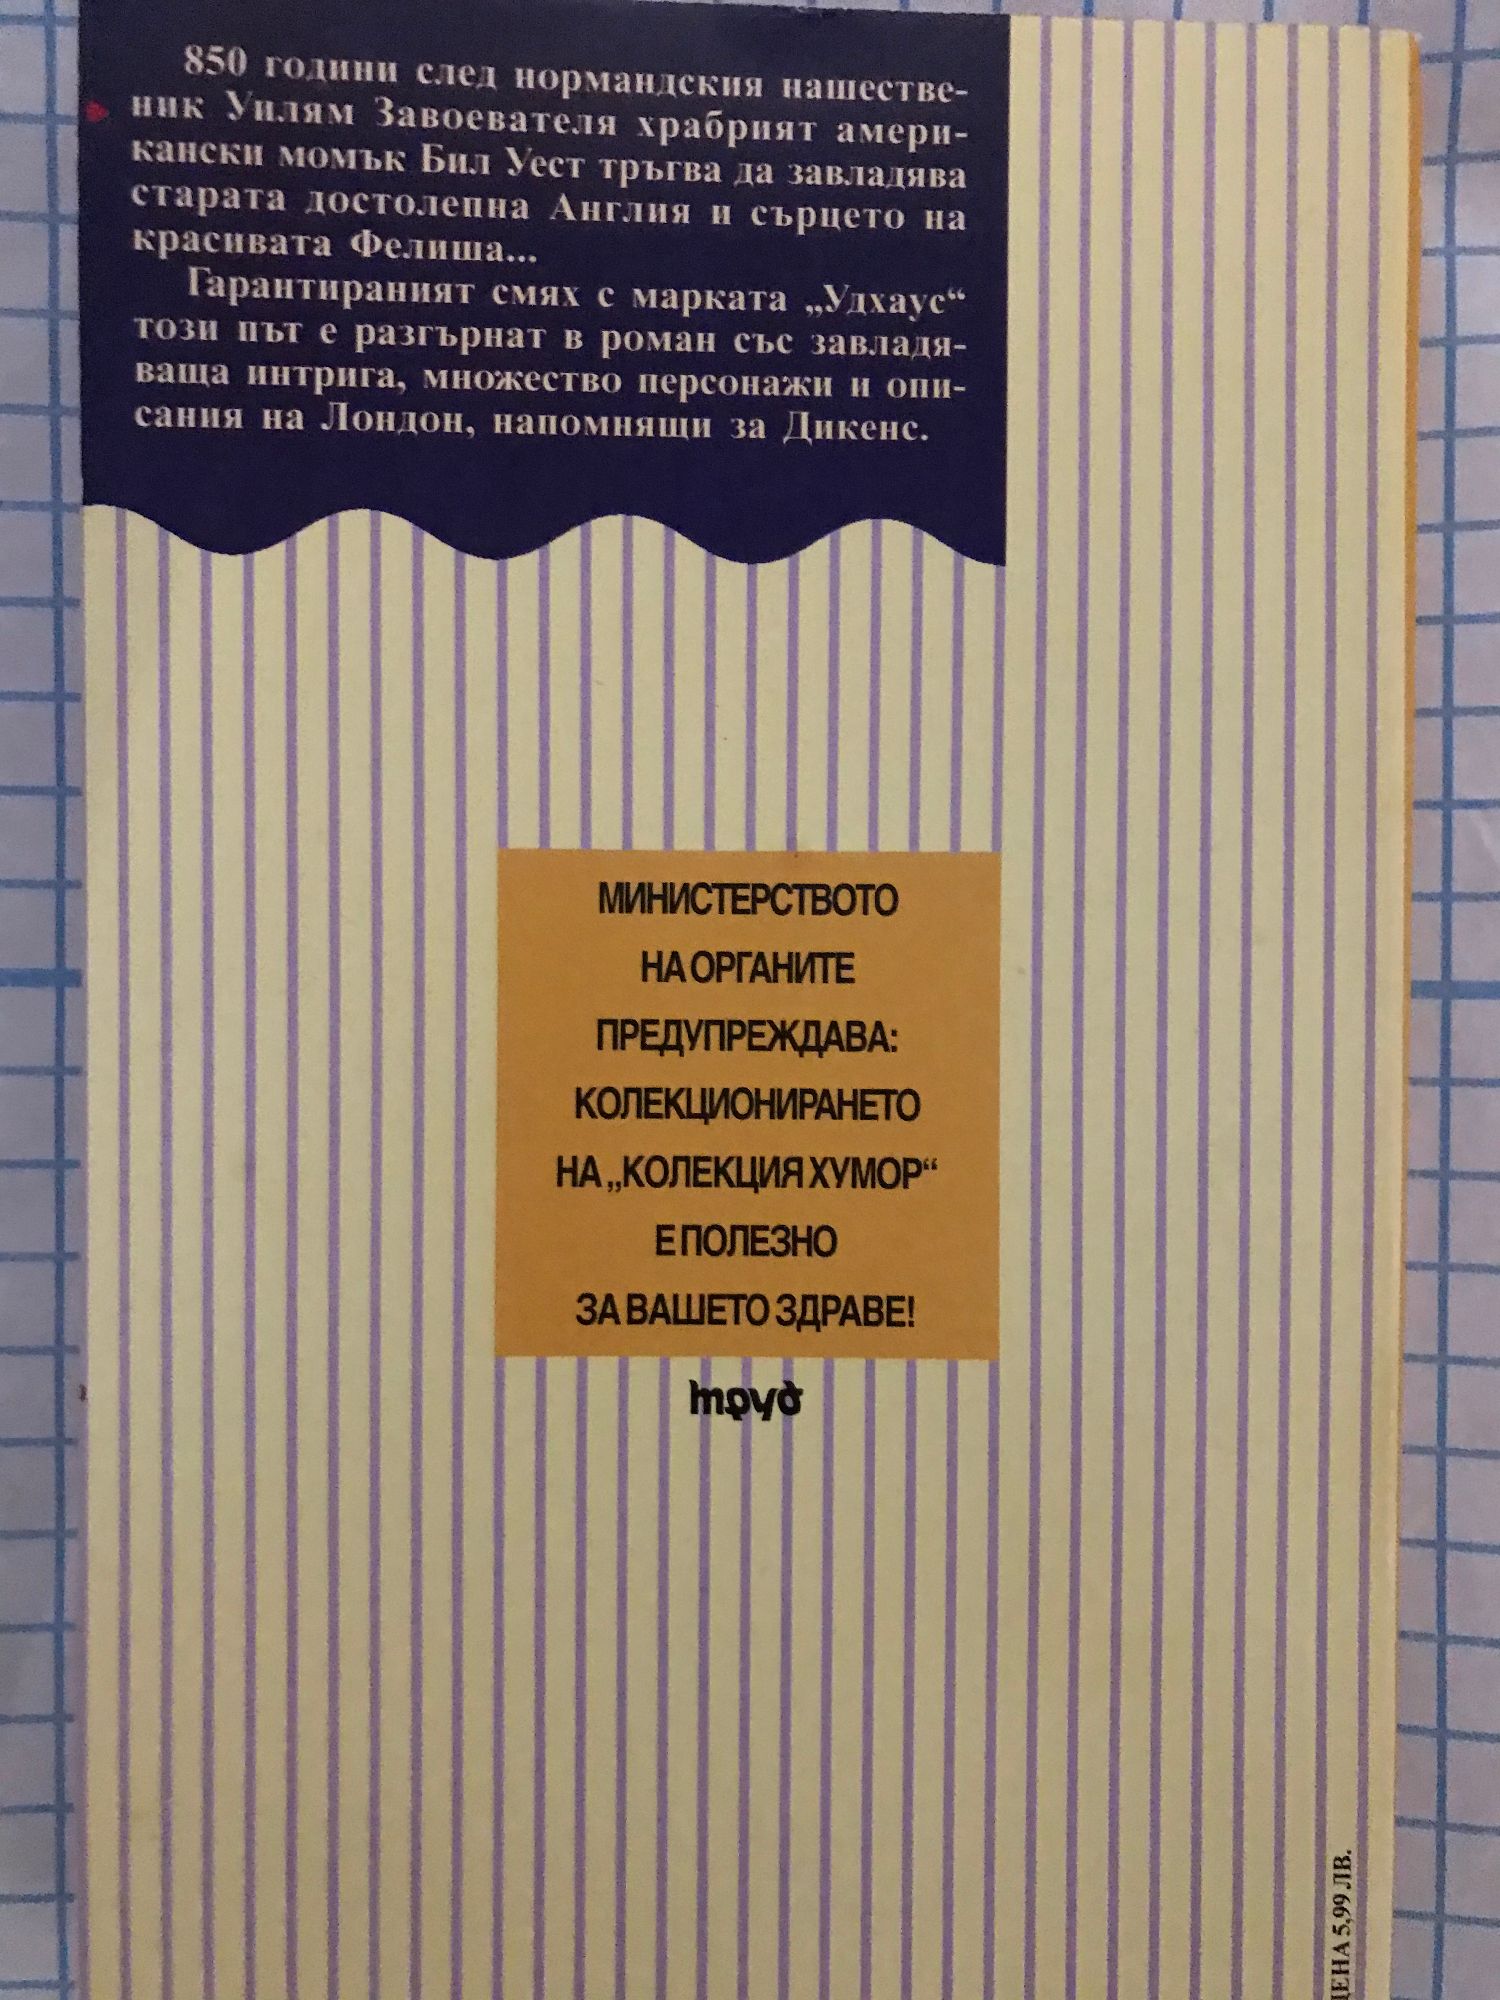 850 години след нормандския нашестве-
ник Уилям Завоевателя храбрият амери-
кански момък Бил Уест тръгва да завладява
старата достолепна Англия и сърцето на
красивата Фелиша...
Гарантираният смях с марката „Удхаус“
този път е разгърнат в роман със завладя-
ваща интрига, множество персонажи и опи-
сания на Лондон, напомнящи за Дикенс.
МИНИСТЕРСТВОТО
НА ОРГАНИТЕ
ПРЕДУПРЕЖДАВА:
КОЛЕКЦИОНИРАНЕТО
НА „КОЛЕКЦИЯ ХУМОР“
Е ПОЛЕЗНО
ЗА ВАШЕТО ЗДРАВЕ!
труд
ЦЕНА 5,99 ЛВ.